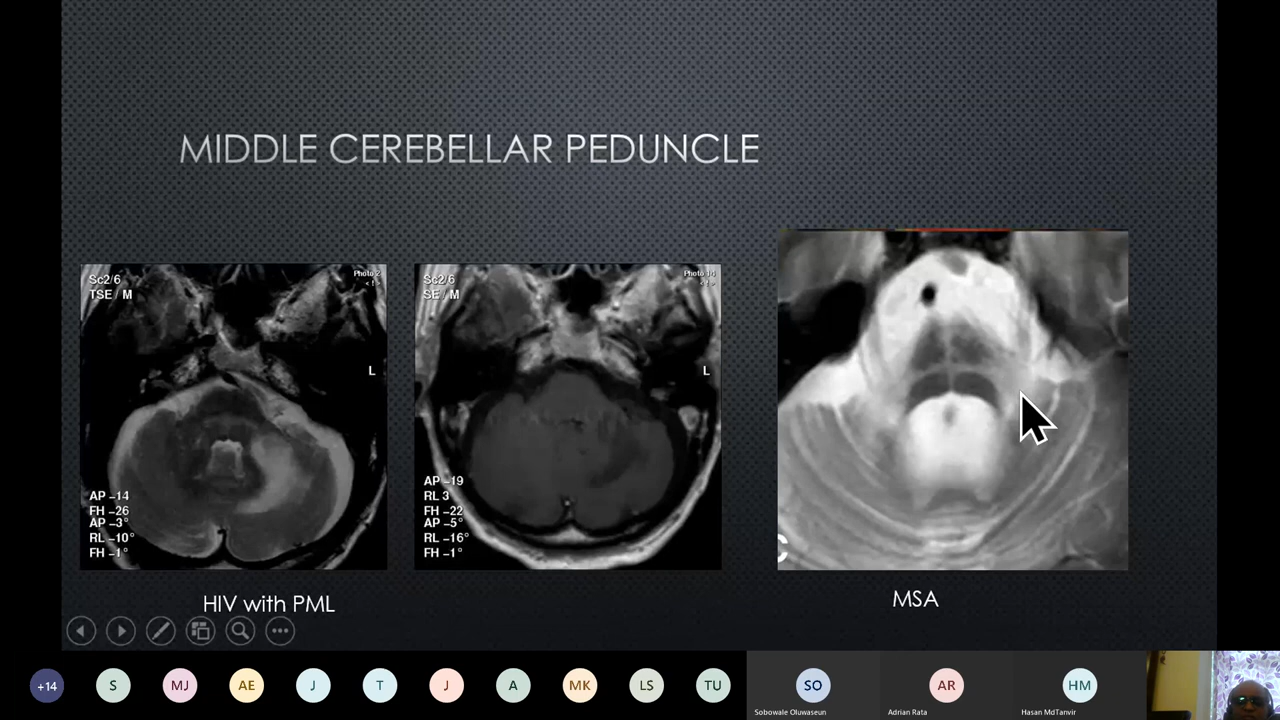 MIDDLE CEREBELLAR PEDUNCLE
Sc2/6
TSE / M
Photo 2
L
AP -14
FH -26
AP -3°
RL -10°
FH -1°
Sc2/6
SE / M
L
AP -19
RL 3
FH -22
AP -5°
RL -16°
FH -1°
HIV with PML
MSA
+14
S
MJ
AE
J
T
J
A
MK
LS
TU
SO
AR
HM
Sobowale Oluwaseun
Adrian Rata
Hasan MdTanvir